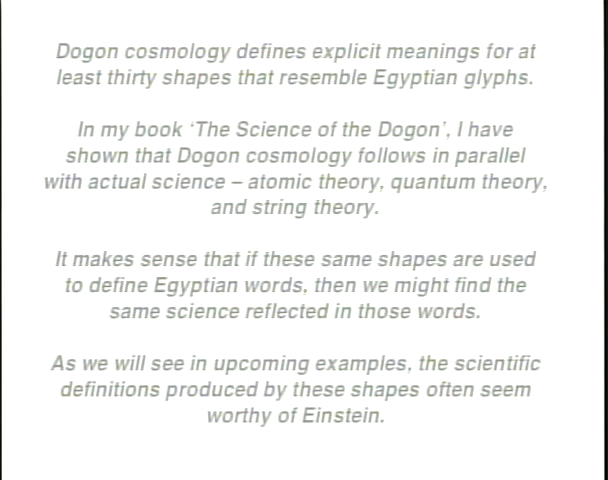 Dogon cosmology defines explicit meanings for at
least thirty shapes that resemble Egyptian glyphs.
In my book ‘The Science of the Dogon’, I have
shown that Dogon cosmology follows in parallel
with actual science – atomic theory, quantum theory,
and string theory.
It makes sense that if these same shapes are used
to define Egyptian words, then we might find the
same science reflected in those words.
As we will see in upcoming examples, the scientific
definitions produced by these shapes often seem
worthy of Einstein.